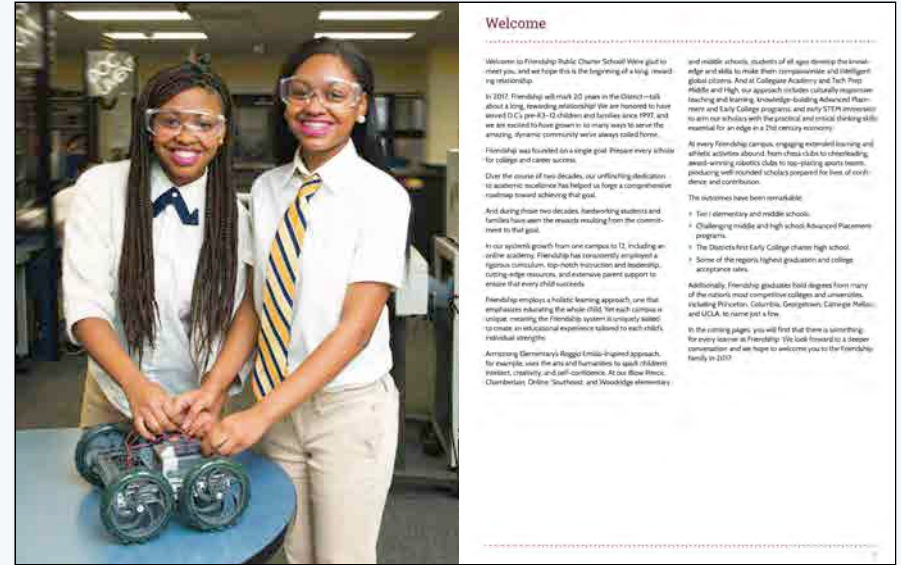 Welcome
Welcome to Friendship Public Charter School! We're glad to
meet you, and we hope this is the beginning of a long, reward-
ing relationship.
In 2017, Friendship will mark 20 years in the District—talk
about a long, rewarding relationship! We are honored to have
served D.C.'s pre-K3–12 children and families since 1997, and
we are excited to have grown in so many ways to serve the
amazing, dynamic community we've always called home.
Friendship was founded on a single goal: Prepare every scholar
for college and career success.
Over the course of two decades, our unflinching dedication
to academic excellence has helped us forge a comprehensive
roadmap toward achieving that goal.
And during those two decades, hardworking students and
families have seen the rewards resulting from the commit-
ment to that goal.
In our system's growth from one campus to 12, including an
online academy, Friendship has consistently employed a
rigorous curriculum, top-notch instruction and leadership,
cutting-edge resources, and extensive parent support to
ensure that every child succeeds.
Friendship employs a holistic learning approach, one that
emphasizes educating the whole child. Yet each campus is
unique, meaning the Friendship system is uniquely suited
to create an educational experience tailored to each child's
individual strengths.
Armstrong Elementary's Reggio Emilia-inspired approach,
for example, uses the arts and humanities to spark children's
intellect, creativity, and self-confidence. At our Blow Pierce,
Chamberlain, Online, Southeast, and Woodridge elementary
and middle schools, students of all ages develop the knowl-
edge and skills to make them compassionate and intelligent
global citizens. And at Collegiate Academy and Tech Prep
Middle and High, our approach includes culturally responsive
teaching and learning, knowledge-building Advanced Place-
ment and Early College programs, and early STEM immersion
to arm our scholars with the practical and critical thinking skills
essential for an edge in a 21st century economy.
At every Friendship campus, engaging extended learning and
athletic activities abound, from chess clubs to cheerleading,
award-winning robotics clubs to top-placing sports teams,
producing well-rounded scholars prepared for lives of confi-
dence and contribution.
The outcomes have been remarkable:
Tier I elementary and middle schools.
Challenging middle and high school Advanced Placement
programs.
The District's first Early College charter high school.
Some of the region's highest graduation and college
acceptance rates.
Additionally, Friendship graduates hold degrees from many
of the nation's most competitive colleges and universities,
including Princeton, Columbia, Georgetown, Carnegie Mellon,
and UCLA, to name just a few.
In the coming pages, you will find that there is something
for every learner at Friendship. We look forward to a deeper
conversation and we hope to welcome you to the Friendship
family in 2017.